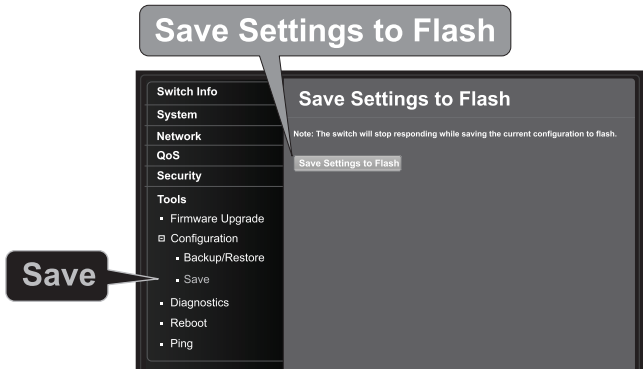 Save Settings to Flash
Switch Info
System
Network
QoS
Security
Tools
Firmware Upgrade
Configuration
Backup/Restore
Save
Diagnostics
Reboot
Ping
Save
Save Settings to Flash
Note: The switch will stop responding while saving the current configuration to flash.
Save Settings to Flash